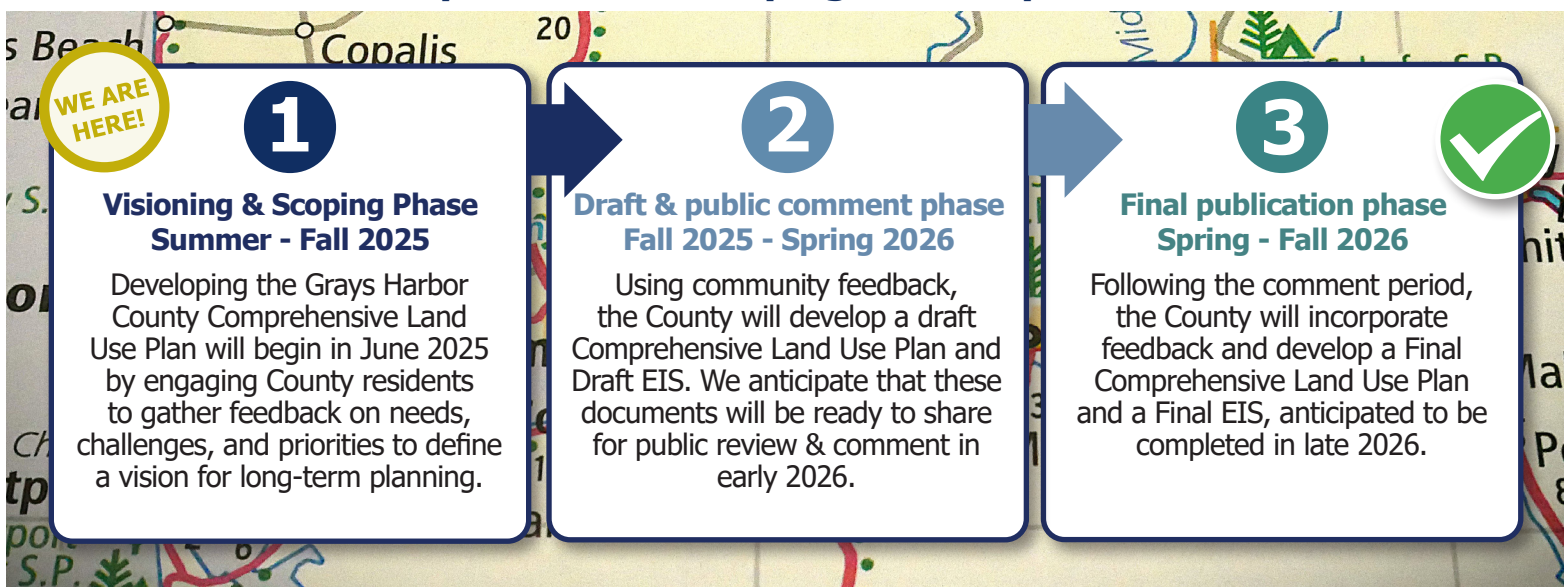 20
Copalis
WE ARE
HERE!
1
Visioning & Scoping Phase
Summer - Fall 2025
Developing the Grays Harbor
County Comprehensive Land
Use Plan will begin in June 2025
by engaging County residents
to gather feedback on needs,
challenges, and priorities to define
a vision for long-term planning.
2
Draft & public comment phase
Fall 2025 - Spring 2026
Using community feedback,
the County will develop a draft
Comprehensive Land Use Plan and
Draft EIS. We anticipate that these
documents will be ready to share
for public review & comment in
early 2026.
3
Final publication phase
Spring - Fall 2026
Following the comment period,
the County will incorporate
feedback and develop a Final
Comprehensive Land Use Plan
and a Final EIS, anticipated to be
completed in late 2026.
S.P.
6